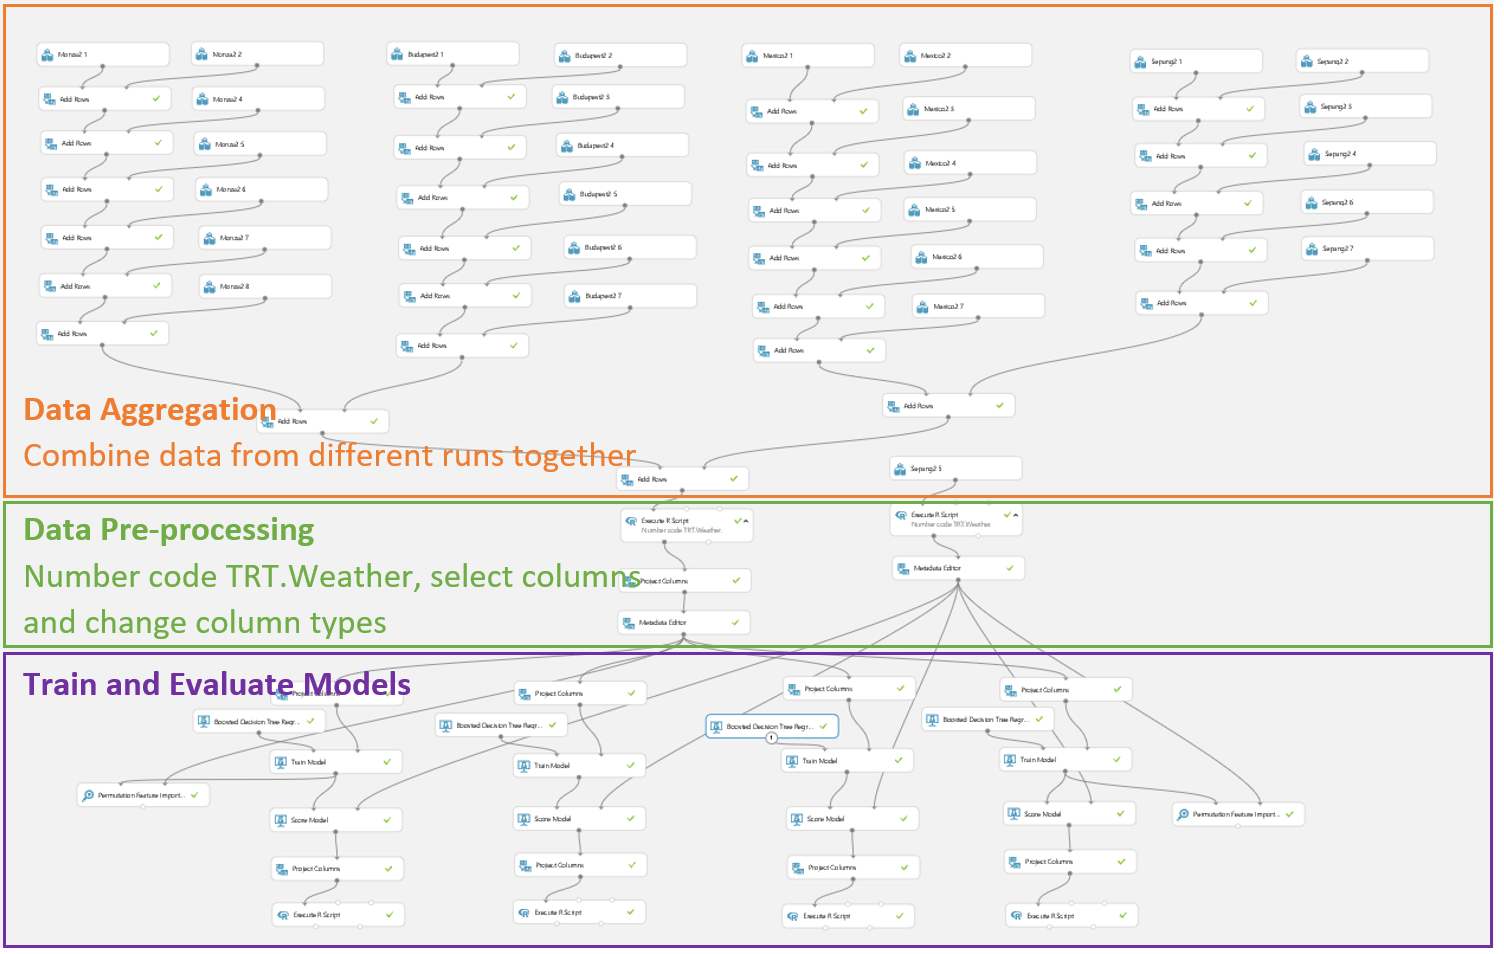 Monza2 1
Monza2 2
Add Rows
Monza2 4
Add Rows
Monza2 5
Add Rows
Monza2 6
Add Rows
Monza2 7
Add Rows
Monza2 8
Add Rows
Budapest2 1
Budapest2 2
Add Rows
Budapest2 3
Add Rows
Budapest2 4
Add Rows
Budapest2 5
Add Rows
Budapest2 6
Add Rows
Budapest2 7
Add Rows
Mexico2 1
Mexico2 2
Add Rows
Mexico2 3
Add Rows
Mexico2 4
Add Rows
Mexico2 5
Add Rows
Mexico2 6
Add Rows
Mexico2 7
Add Rows
Sepang2 1
Sepang2 2
Add Rows
Sepang2 3
Add Rows
Sepang2 4
Add Rows
Sepang2 6
Add Rows
Sepang2 7
Add Rows
Data Aggregation
Add Rows
Add Rows
Combine data from different runs together
Add Rows
Sepang2 5
Data Pre-processing
Number code TRT.Weather, select columns
and change column types
Execute R Script
Number code TRT.Weather.
Project Columns
Metadata Editor
Execute R Script
Number code TRT.Weather.
Metadata Editor
Train and Evaluate Models
Project Columns
Boosted Decision Tree Regr...
Train Model
Permutation Feature Import...
Score Model
Project Columns
Execute R Script
Project Columns
Boosted Decision Tree Regr...
Train Model
Score Model
Project Columns
Execute R Script
Project Columns
Boosted Decision Tree Regr...
Train Model
Score Model
Project Columns
Execute R Script
Project Columns
Boosted Decision Tree Regr...
Train Model
Score Model
Permutation Feature Import...
Project Columns
Execute R Script